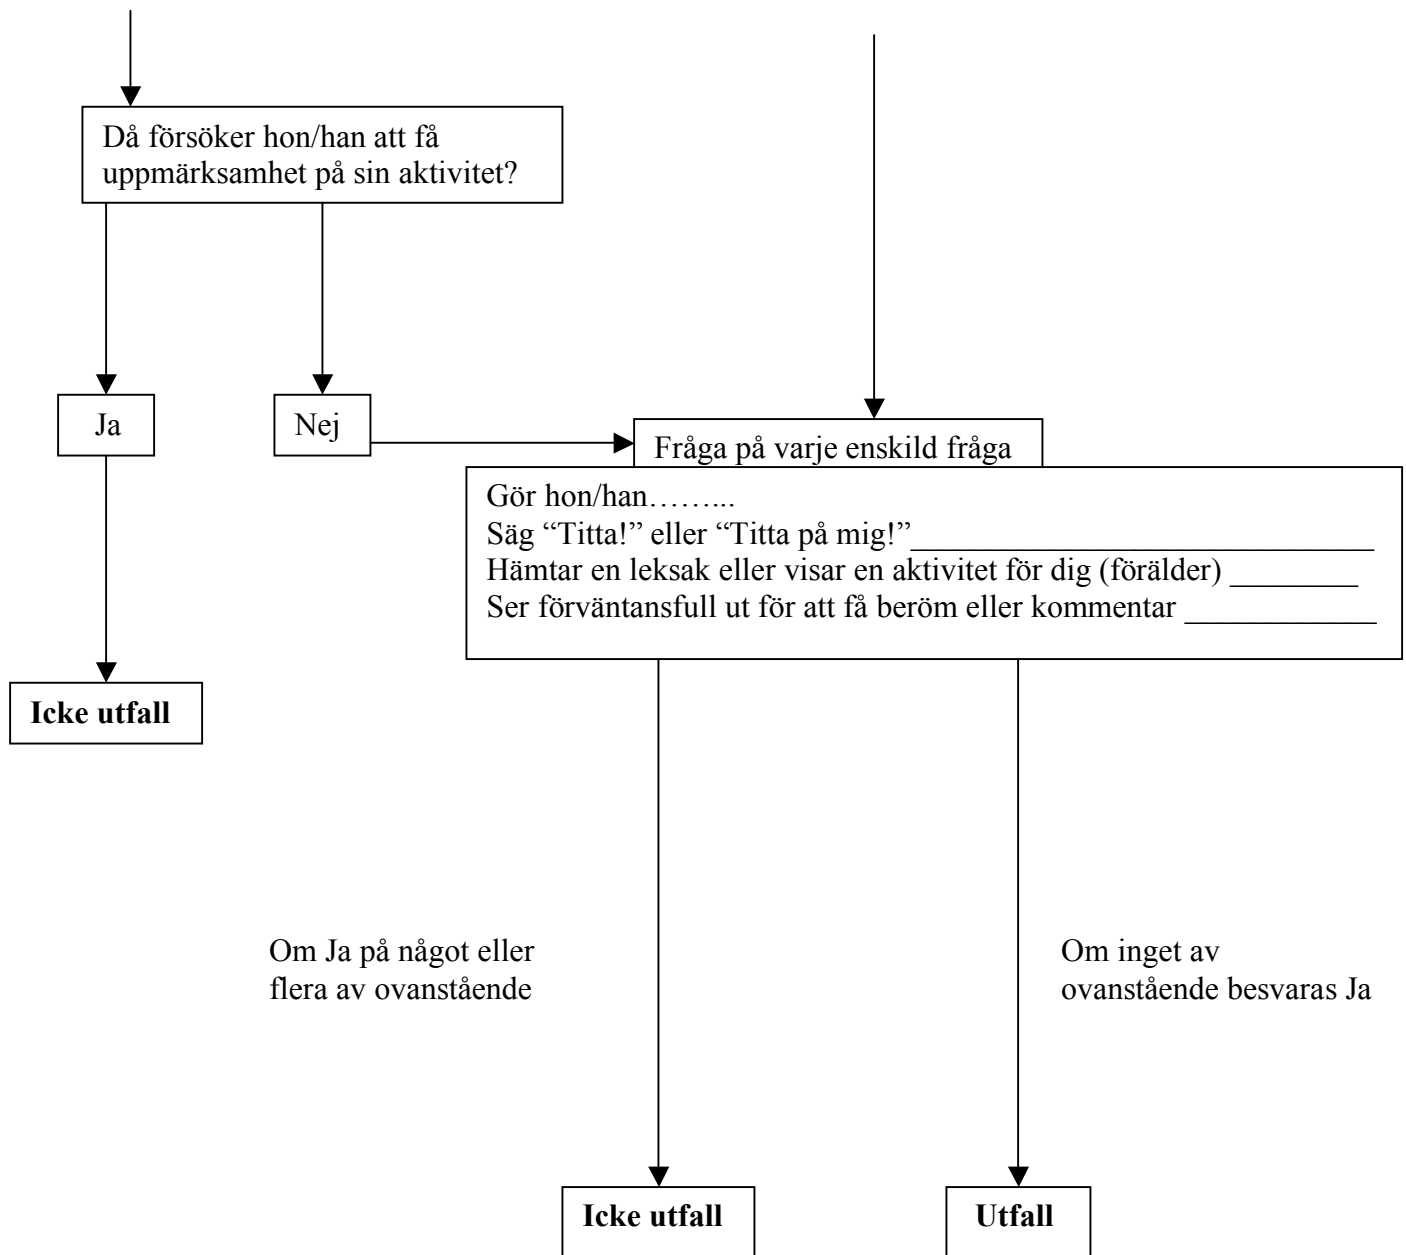 Då försöker hon/han att få
uppmärksamhet på sin aktivitet?
Ja
Nej
Fråga på varje enskild fråga
Gör hon/han……...
Säg “Titta!” eller “Titta på mig!”_____________________________
Hämtar en leksak eller visar en aktivitet för dig (förälder) ________
Ser förväntansfull ut för att få beröm eller kommentar ____________
Icke utfall
Om Ja på något eller
flera av ovanstående
Om inget av
ovanstående besvaras Ja
Icke utfall
Utfall